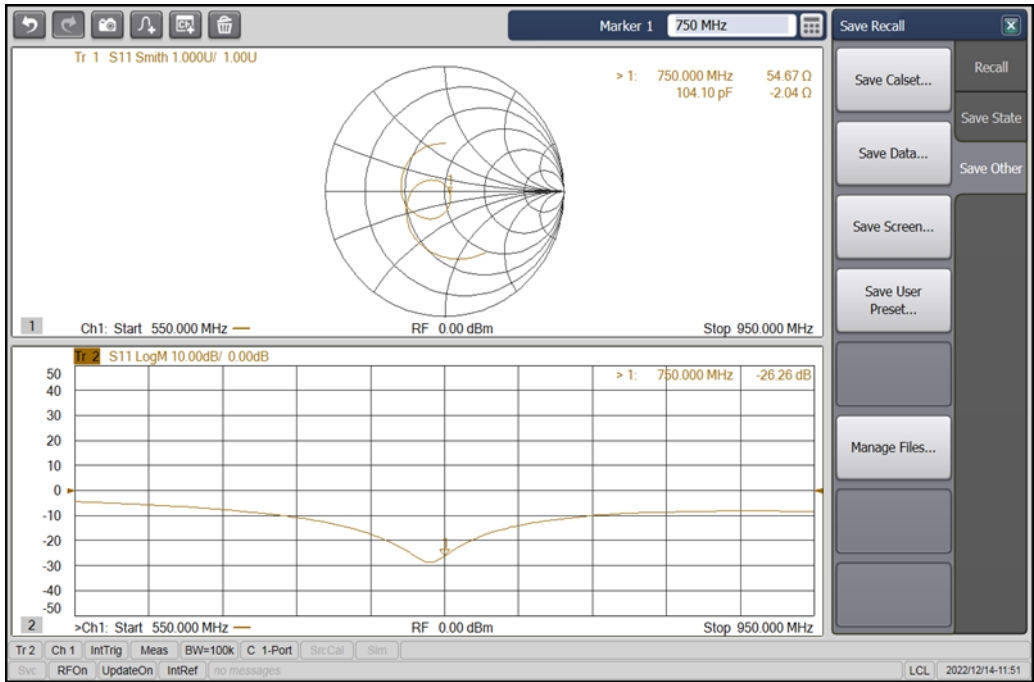 Marker 1 750 MHz
Save Recall
Tr 1 S11 Smith 1.000U/ 1.00U
> 1: 750.000 MHz 54.67 Ω
104.10 pF -2.04 Ω
1
1
Ch1: Start 550.000 MHz — RF 0.00 dBm Stop 950.000 MHz
Tr 2 S11 LogM 10.00dB/ 0.00dB
> 1: 750.000 MHz -26.26 dB
50
40
30
20
10
0
-10
-20
1
-30
-40
-50
2
>Ch1: Start 550.000 MHz — RF 0.00 dBm Stop 950.000 MHz
Save Calset...
Save Data...
Save Screen...
Save User
Preset...
Manage Files...
Recall
Save State
Save Other
Tr 2 Ch 1 IntTrig Meas BW=100k C 1-Port SrcCal Sim
Svc RFOn UpdateOn IntRef no messages LCL 2022/12/14-11:51